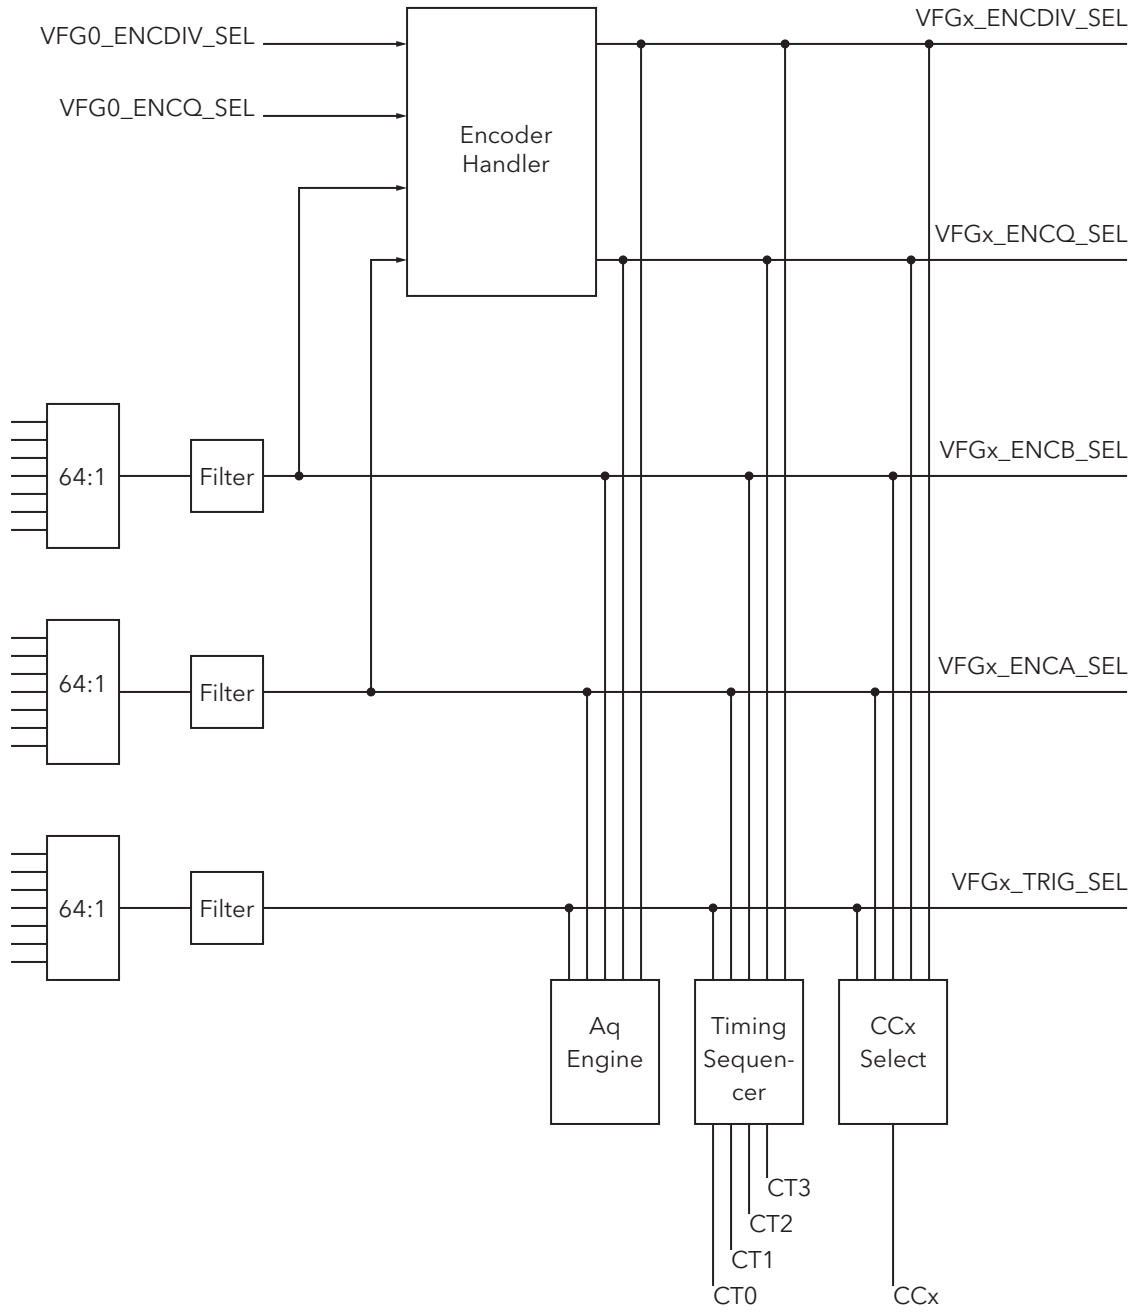 VFGx_ENCDIV_SEL
VFG0_ENCDIV_SEL
VFG0_ENCQ_SEL
Encoder
Handler
VFGx_ENCQ_SEL
VFGx_ENCB_SEL
64:1
Filter
VFGx_ENCA_SEL
64:1
Filter
VFGx_TRIG_SEL
64:1
Filter
Aq
Engine
Timing
Sequen-
cer
CCx
Select
CT3
CT2
CT1
CT0
CCx